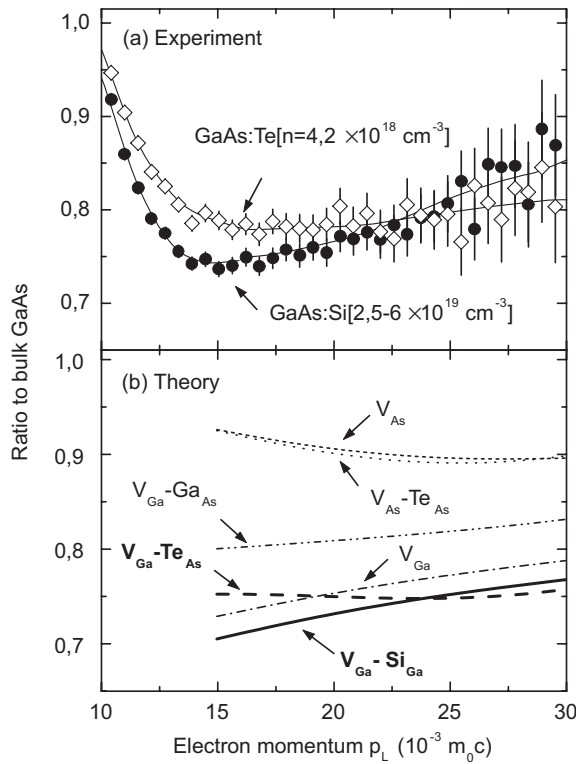 Ratio to bulk GaAs
(a) Experiment
1,0
0,9
0,8
0,7
GaAs:Te[n=4,2 ×10¹⁸ cm⁻³]
GaAs:Si[2,5-6 ×10¹⁹ cm⁻³]
(b) Theory
1,0
0,9
0,8
0,7
V_As
V_As-Te_As
V_Ga-Ga_As
V_Ga-Te_As
V_Ga
V_Ga- Si_Ga
10 15 20 25 30
Electron momentum p_L (10⁻³ m₀c)